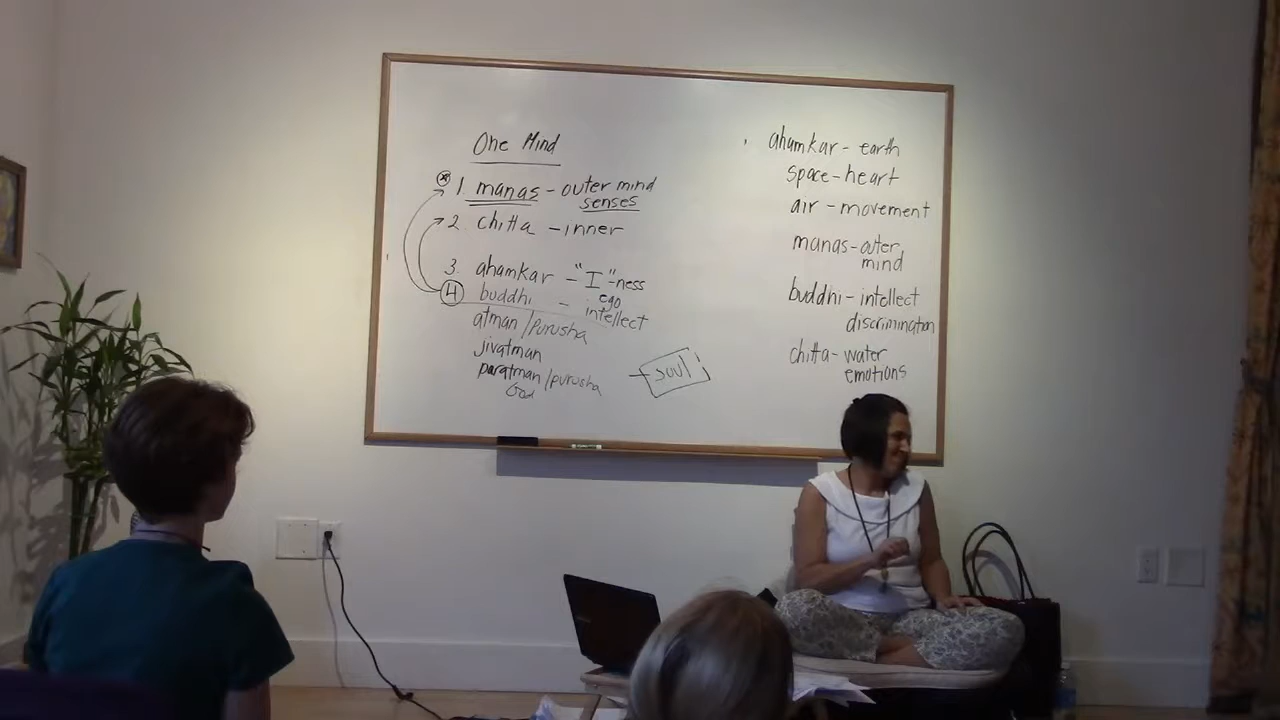 One Mind
1. manas - outer mind
senses
2. chitta - inner
3. ahamkar - "I"-ness
ego
4 buddhi - intellect
atman/purusha
jivatman
paratman/purusha
God
soul
ahamkar - earth
space - heart
air - movement
manas - outer
mind
buddhi - intellect
discrimination
chitta - water
emotions